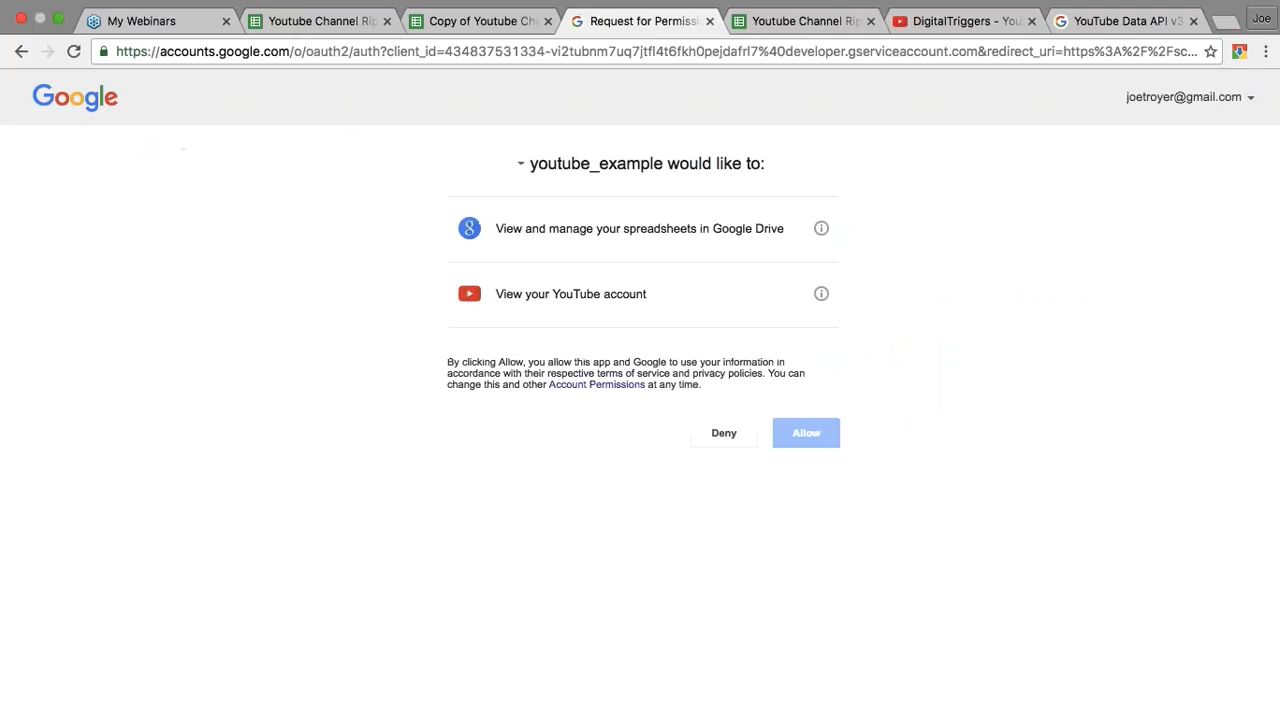 My Webinars
Youtube Channel Rip
Copy of Youtube Ch
Request for Permissi
Youtube Channel Rip
DigitalTriggers - You
YouTube Data API v3
Joe
https://accounts.google.com/o/oauth2/auth?client_id=434837531334-vi2tubnm7uq7jtfl4t6fkh0pejdafrl7%40developer.gserviceaccount.com&redirect_uri=https%3A%2F%2Fsc...
Google
joetroyer@gmail.com
youtube_example would like to:
8
View and manage your spreadsheets in Google Drive
View your YouTube account
By clicking Allow, you allow this app and Google to use your information in
accordance with their respective terms of service and privacy policies. You can
change this and other Account Permissions at any time.
Deny
Allow